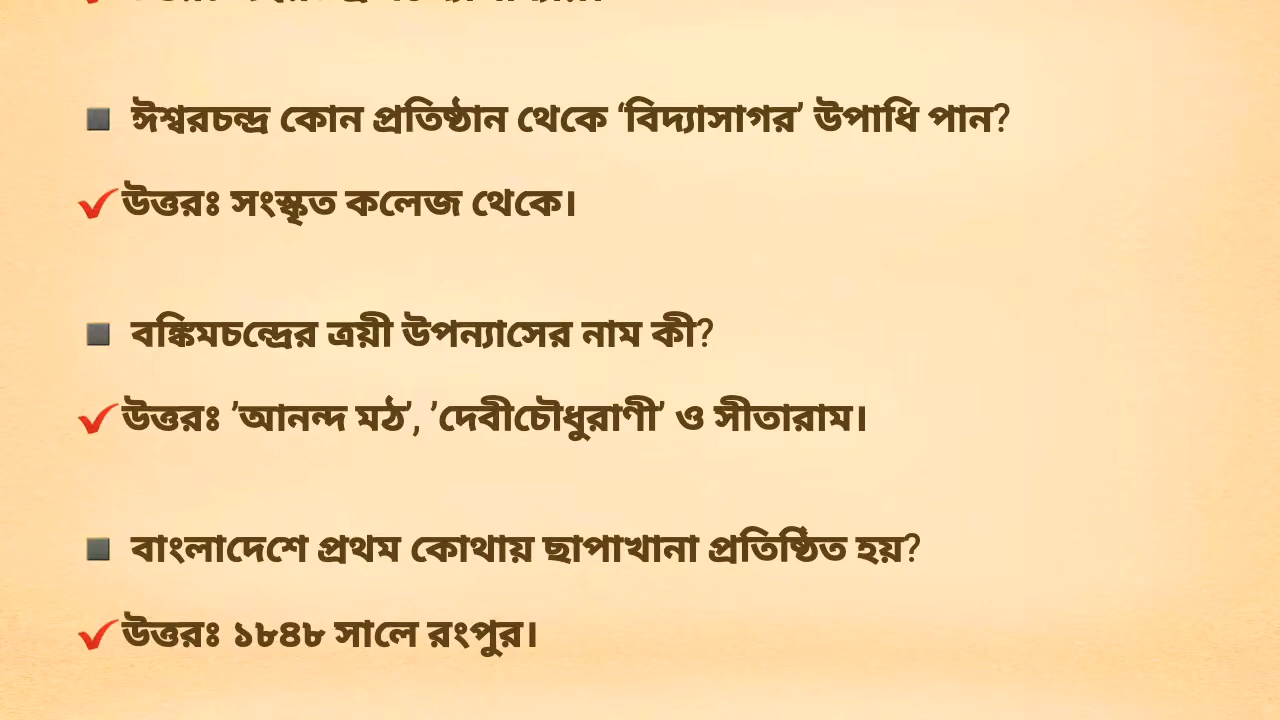 ঈশ্বরচন্দ্র কোন প্রতিষ্ঠান থেকে ‘বিদ্যাসাগর’ উপাধি পান?
উত্তরঃ সংস্কৃত কলেজ থেকে।
বঙ্কিমচন্দ্রের ত্রয়ী উপন্যাসের নাম কী?
উত্তরঃ ’আনন্দ মঠ’, ’দেবীচৌধুরাণী’ ও সীতারাম।
বাংলাদেশে প্রথম কোথায় ছাপাখানা প্রতিষ্ঠিত হয়?
উত্তরঃ ১৮৪৮ সালে রংপুর।